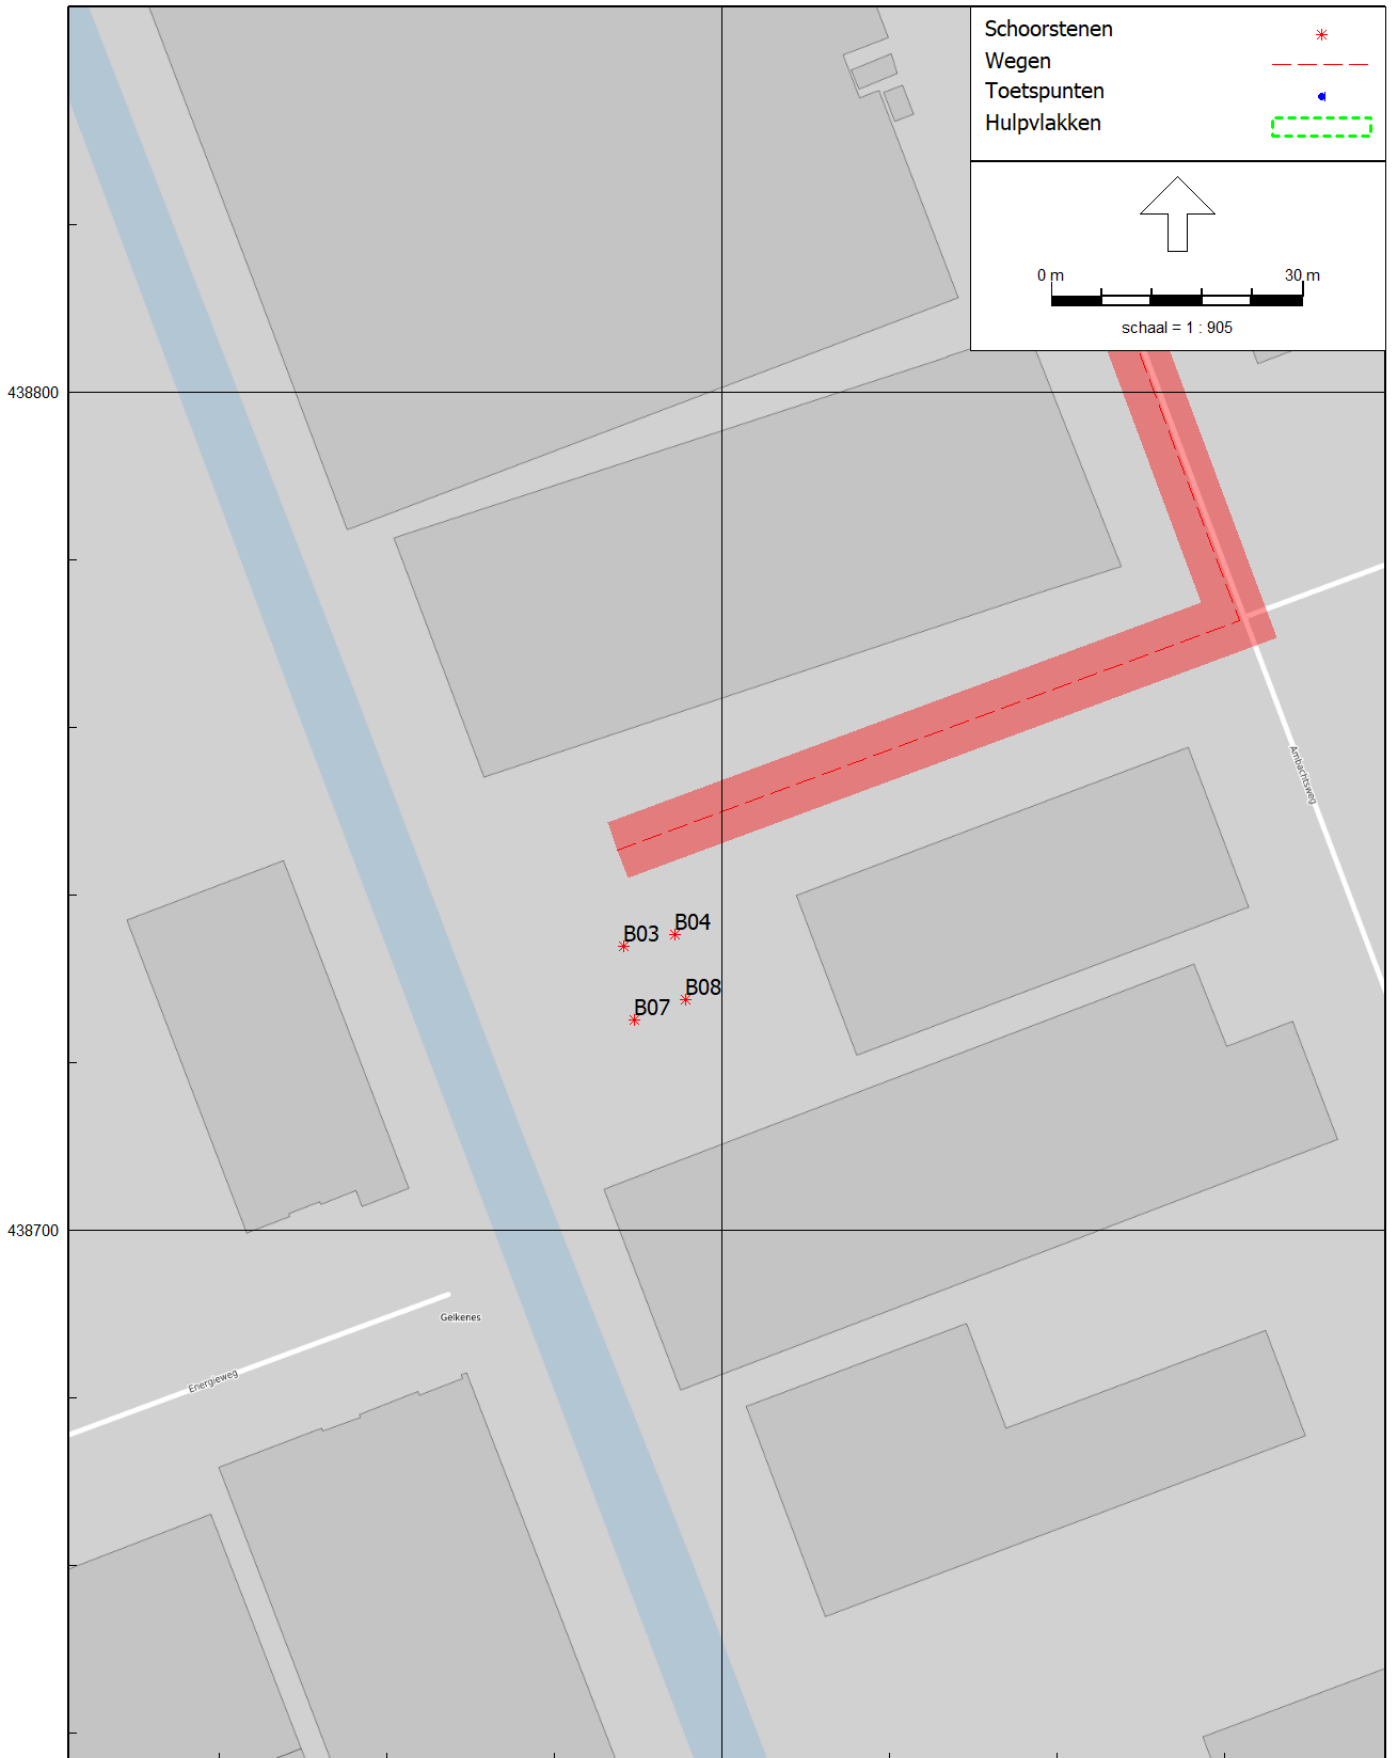 Schoorstenen
Wegen
Toetspunten
Hulpvlakken
0 m 30 m
schaal = 1 : 905
438800
Ambachtsweg
B03
B04
B08
B07
438700
Gelkenes
Energieweg